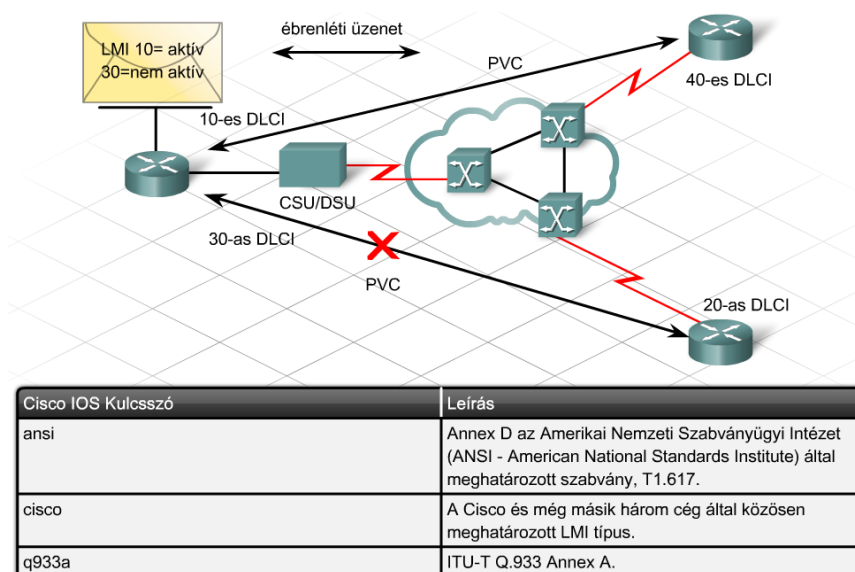 LMI 10= aktív
30=nem aktív
ébrenléti üzenet
PVC
40-es DLCI
10-es DLCI
CSU/DSU
30-as DLCI
PVC
20-as DLCI
Cisco IOS Kulcsszó
Leírás
ansi
Annex D az Amerikai Nemzeti Szabványügyi Intézet
(ANSI - American National Standards Institute) által
meghatározott szabvány, T1.617.
cisco
A Cisco és még másik három cég által közösen
meghatározott LMI típus.
q933a
ITU-T Q.933 Annex A.